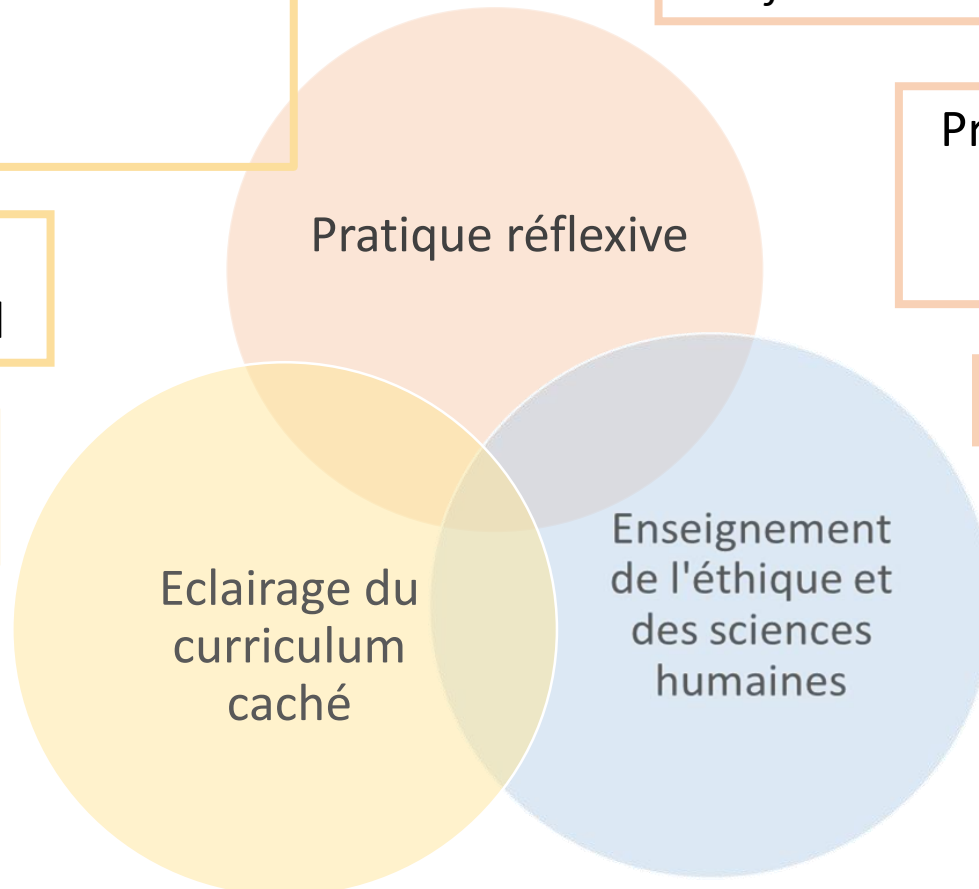 Pratique réflexive
Eclairage du
curriculum
caché
Enseignement
de l'éthique et
des sciences
humaines